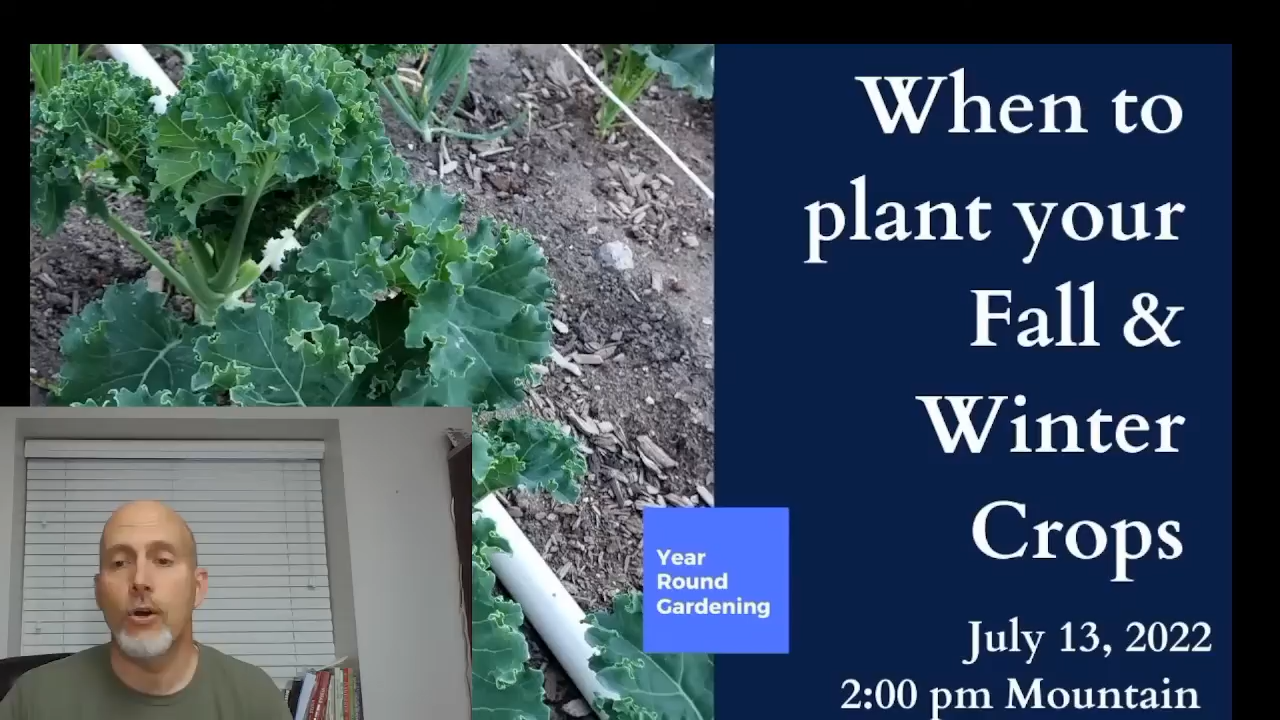 When to
plant your
Fall &
Winter
Crops
Year
Round
Gardening
July 13, 2022
2:00 pm Mountain